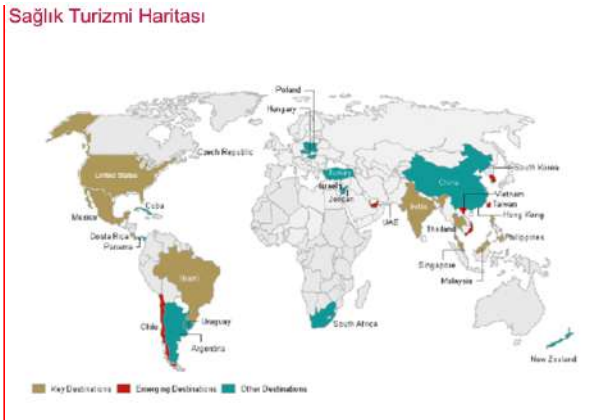 Sağlık Turizmi Haritası
Poland
Hungary
Czech Republic
United States
Turkey
Israel
Jordan
China
South Korea
Mexico
Cuba
UAE
India
Vietnam
Taiwan
Hong Kong
Costa Rica
Panama
Thailand
Philippines
Singapore
Malaysia
Brazil
Chile
Uruguay
Argentina
South Africa
New Zealand
Key Destinations
Emerging Destinations
Other Destinations